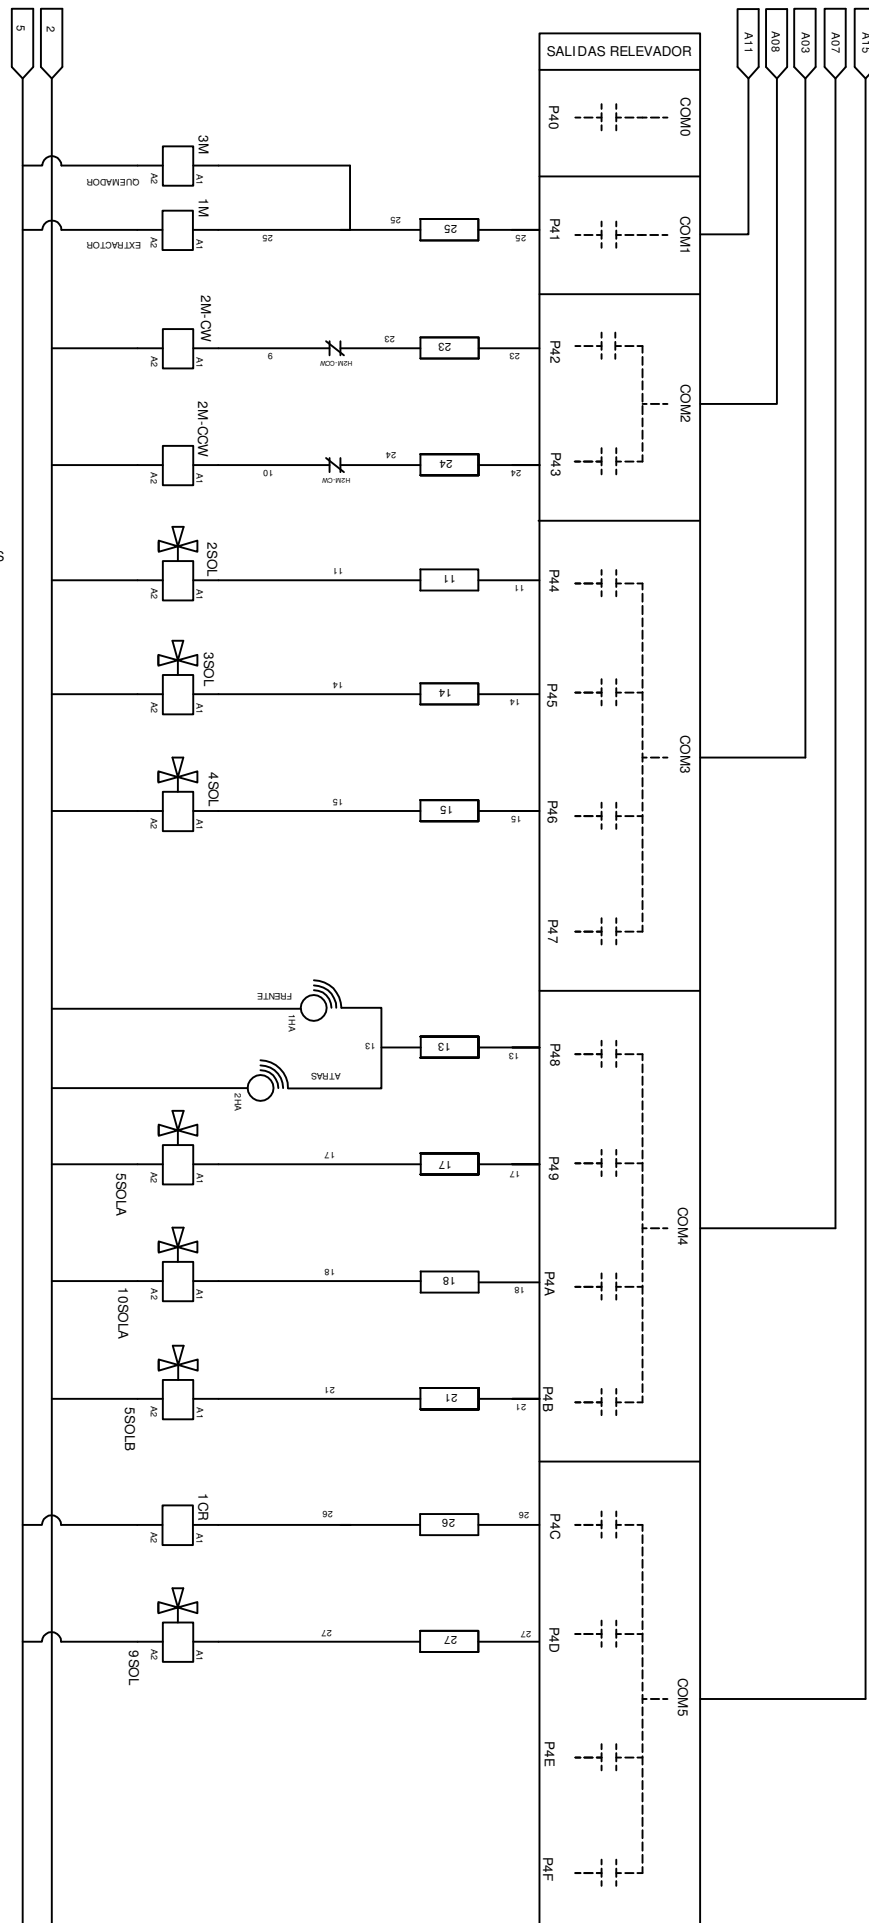 5
2
SALIDAS RELEVADOR
A11
A08
A03
A07
A15
COM0
P40
3M
A1
A2
QUEMADOR
1M
A1
A2
EXTRACTOR
25
25
25
25
P41
COM1
2M-CW
A1
A2
9
H2M-CCW
23
23
23
P42
COM2
2M-CCW
A1
A2
10
H2M-CW
24
24
24
P43
2SOL
A1
A2
11
11
11
P44
3SOL
A1
A2
14
14
14
P45
COM3
4SOL
A1
A2
15
15
15
P46
P47
FRENTE
1HA
13
13
13
P48
ATRAS
2HA
5SOLA
A1
A2
17
17
17
P49
COM4
10SOLA
A1
A2
18
18
18
P4A
5SOLB
A1
A2
21
21
21
P4B
1CR
A1
A2
26
26
26
P4C
9SOL
A1
A2
27
27
27
P4D
COM5
P4E
P4F